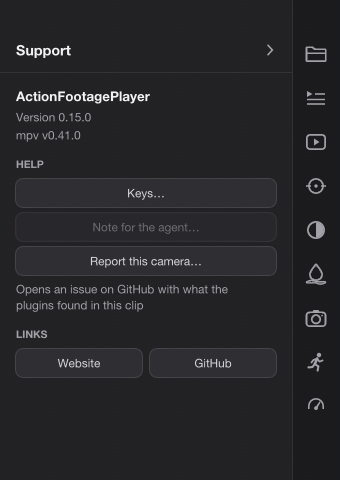 Support
ActionFootagePlayer
Version 0.15.0
mpv v0.41.0
HELP
Keys…
Note for the agent…
Report this camera…
Opens an issue on GitHub with what the
plugins found in this clip
LINKS
Website
GitHub